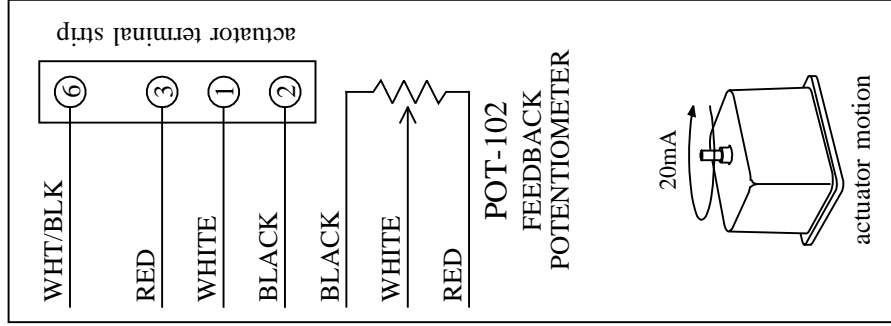 actuator terminal strip
WHT/BLK 6
RED 3
WHITE 1
BLACK 2
BLACK
WHITE
RED
POT-102
FEEDBACK
POTENTIOMETER
20mA
actuator motion